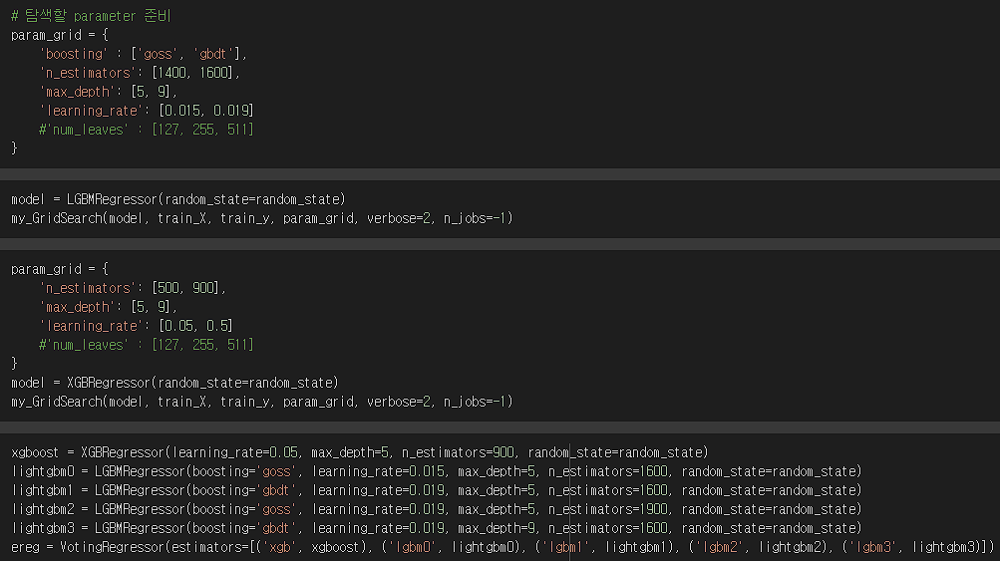 # 탐색할 parameter 준비
param_grid = {
    'boosting' : ['goss', 'gbdt'],
    'n_estimators': [1400, 1600],
    'max_depth': [5, 9],
    'learning_rate': [0.015, 0.019]
    #'num_leaves' : [127, 255, 511]
}
model = LGBMRegressor(random_state=random_state)
my_GridSearch(model, train_X, train_y, param_grid, verbose=2, n_jobs=-1)
param_grid = {
    'n_estimators': [500, 900],
    'max_depth': [5, 9],
    'learning_rate': [0.05, 0.5]
    #'num_leaves' : [127, 255, 511]
}
model = XGBRegressor(random_state=random_state)
my_GridSearch(model, train_X, train_y, param_grid, verbose=2, n_jobs=-1)
xgboost = XGBRegressor(learning_rate=0.05, max_depth=5, n_estimators=900, random_state=random_state)
lightgbm0 = LGBMRegressor(boosting='goss', learning_rate=0.015, max_depth=5, n_estimators=1600, random_state=random_state)
lightgbm1 = LGBMRegressor(boosting='gbdt', learning_rate=0.019, max_depth=5, n_estimators=1600, random_state=random_state)
lightgbm2 = LGBMRegressor(boosting='goss', learning_rate=0.019, max_depth=5, n_estimators=1900, random_state=random_state)
lightgbm3 = LGBMRegressor(boosting='gbdt', learning_rate=0.019, max_depth=9, n_estimators=1600, random_state=random_state)
ereg = VotingRegressor(estimators=[('xgb', xgboost), ('lgbm0', lightgbm0), ('lgbm1', lightgbm1), ('lgbm2', lightgbm2), ('lgbm3', lightgbm3)])